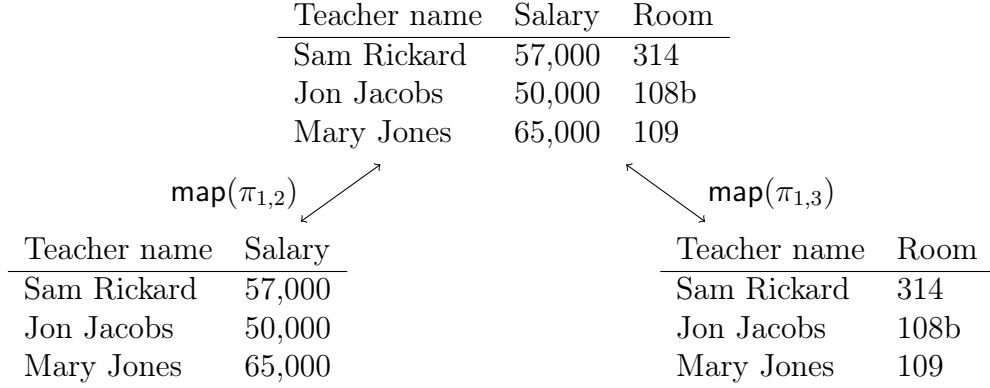 Teacher name Salary Room
Sam Rickard 57,000 314
Jon Jacobs 50,000 108b
Mary Jones 65,000 109
map(π1,2) map(π1,3)
Teacher name Salary Teacher name Room
Sam Rickard 57,000 Sam Rickard 314
Jon Jacobs 50,000 Jon Jacobs 108b
Mary Jones 65,000 Mary Jones 109